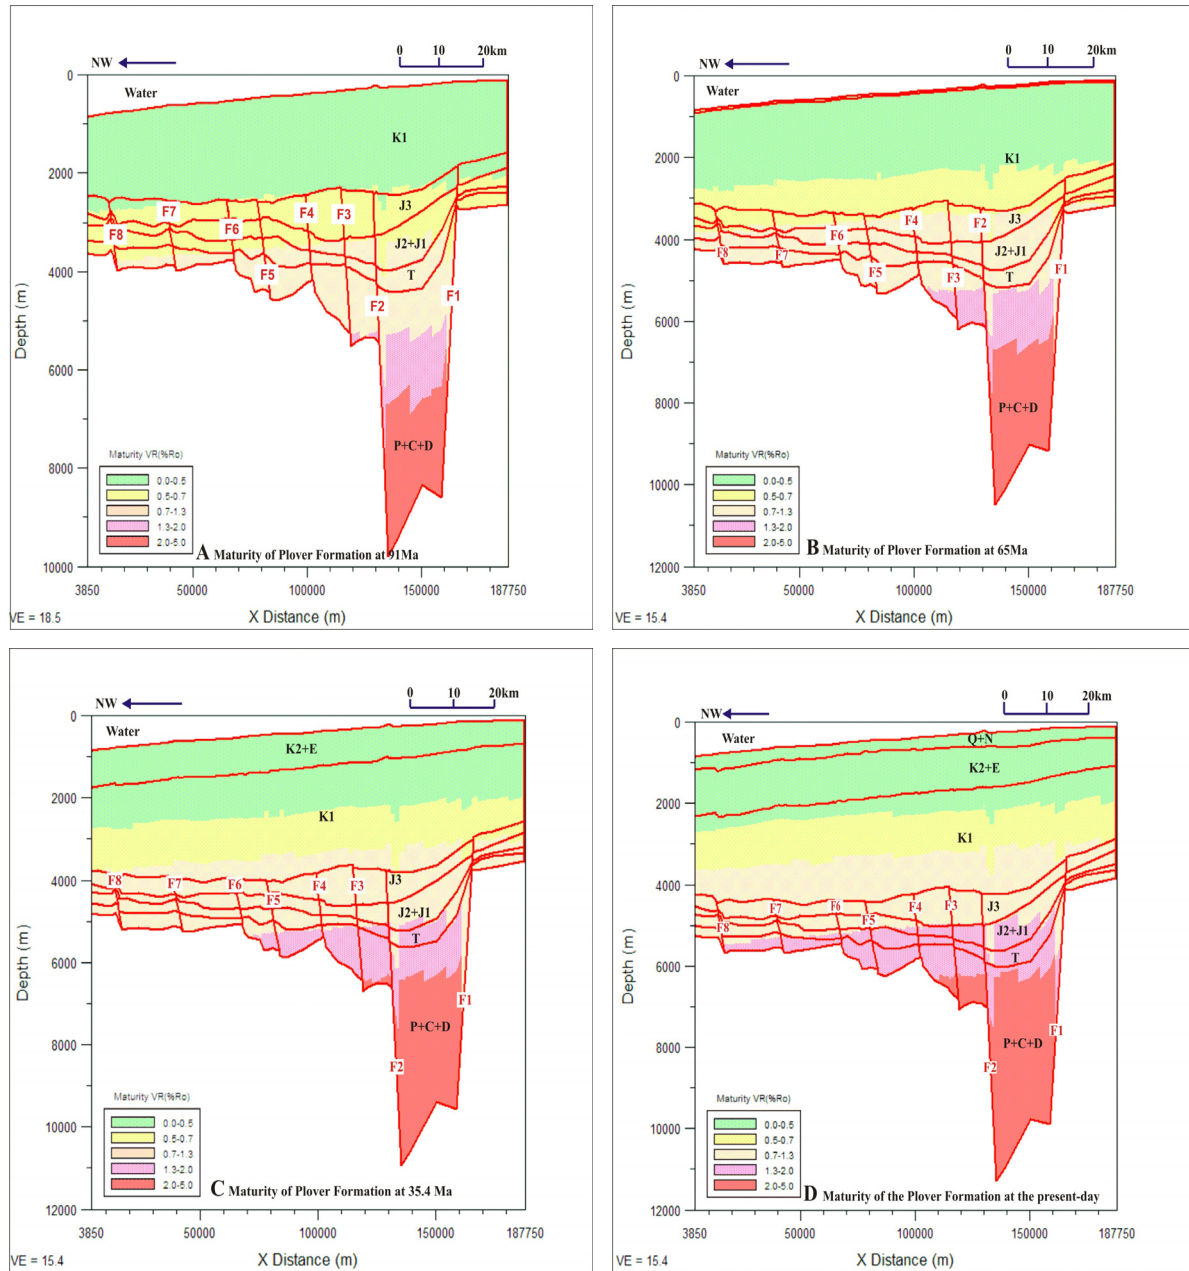 NW
0 10 20km
0
Water
K1
2000
F7
F4 F3
J3
F8
F6
J2+J1
4000
F5
T
F2
F1
6000
Depth (m)
P+C+D
8000
Maturity VR(%Ro)
0.0-0.5
0.5-0.7
0.7-1.3
1.3-2.0
2.0-5.0
A Maturity of Plover Formation at 91Ma
10000
3850 50000 100000 150000 187750
VE = 18.5 X Distance (m)
NW
0 10 20km
0
Water
K1
2000
F4 F2
J3
4000
F6
J2+J1
F8 F7
F5 F3
T
F1
6000
Depth (m)
8000
P+C+D
Maturity VR(%Ro)
0.0-0.5
0.5-0.7
0.7-1.3
1.3-2.0
2.0-5.0
10000
B Maturity of Plover Formation at 65Ma
12000
3850 50000 100000 150000 187750
VE = 15.4 X Distance (m)
NW
0 10 20km
0
Water
K2+E
2000
K1
4000
F8 F7 F6 F4 F3
J3
F5
J2+J1
T
6000
F1
Depth (m)
P+C+D
8000
F2
Maturity VR(%Ro)
0.0-0.5
0.5-0.7
0.7-1.3
1.3-2.0
2.0-5.0
10000
C Maturity of Plover Formation at 35.4 Ma
12000
3850 50000 100000 150000 187750
VE = 15.4 X Distance (m)
NW
0 10 20km
0
Water
Q+N
K2+E
2000
K1
4000
F7 F6 F4 F3
J3
F8
F5
J2+J1
T
6000
Depth (m)
P+C+D
F1
8000
F2
Maturity VR(%Ro)
0.0-0.5
0.5-0.7
0.7-1.3
1.3-2.0
2.0-5.0
10000
D Maturity of the Plover Formation at the present-day
12000
3850 50000 100000 150000 187750
VE = 15.4 X Distance (m)